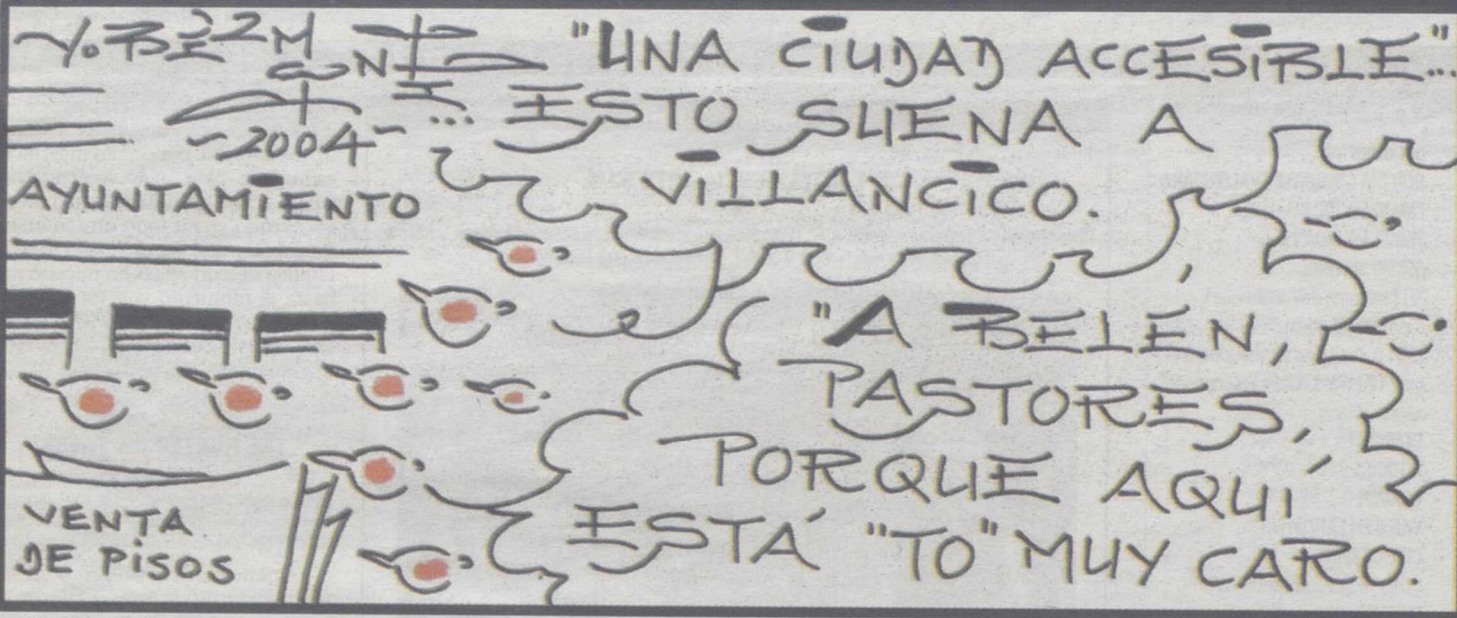 ~2004~
"UNA CIUDAD ACCESIBLE"...
... ESTO SUENA A
VILLANCICO.
AYUNTAMIENTO
"A BELÉN,
PASTORES,
PORQUE AQUÍ
ESTÁ "TO" MUY CARO.
VENTA
DE PISOS